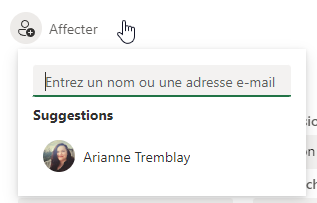 Affecter
Entrez un nom ou une adresse e-mail
Suggestions
Arianne Tremblay